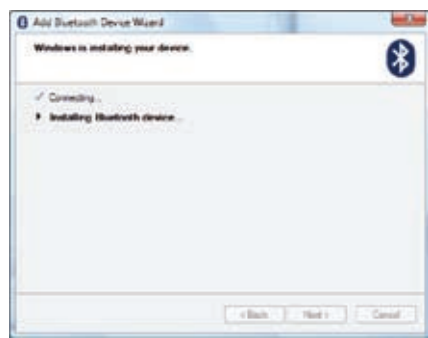 Add Bluetooth Device Wizard
Windows is installing your device.
Connecting...
Installing Bluetooth device...
< Back Next > Cancel